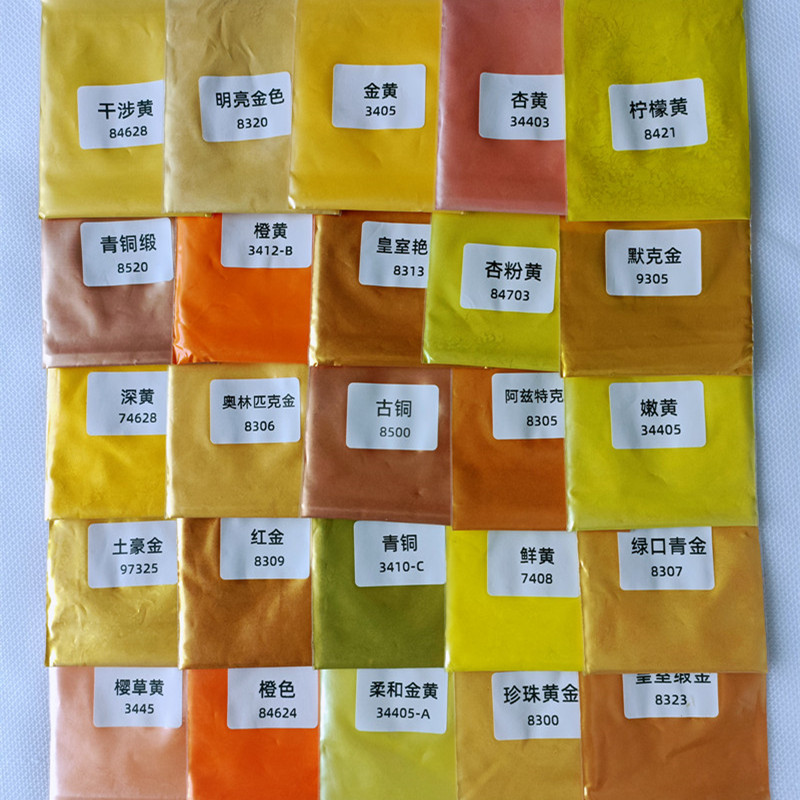 干涉黄
84628
明亮金色
8320
金黄
3405
杏黄
34403
柠檬黄
8421
青铜缎
8520
橙黄
3412-B
皇室艳
8313
杏粉黄
84703
默克金
9305
深黄
74628
奥林匹克金
8306
古铜
8500
阿兹特克
8305
嫩黄
34405
土豪金
97325
红金
8309
青铜
3410-C
鲜黄
7408
绿口青金
8307
樱草黄
3445
橙色
84624
柔和金黄
34405-A
珍珠黄金
8300
皇室缎金
8323